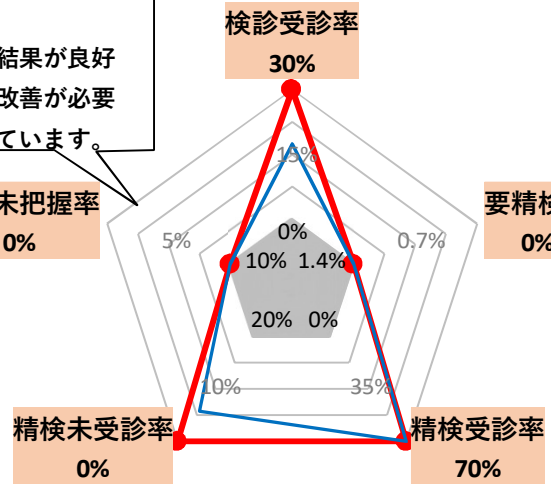 検診受診率
30%
結果が良好
改善が必要
ています。
15%
未把握率
0%
5%
0.7%
要精検
0%
0%
10%
1.4%
20%
0%
10%
35%
精検未受診率
0%
精検受診率
70%